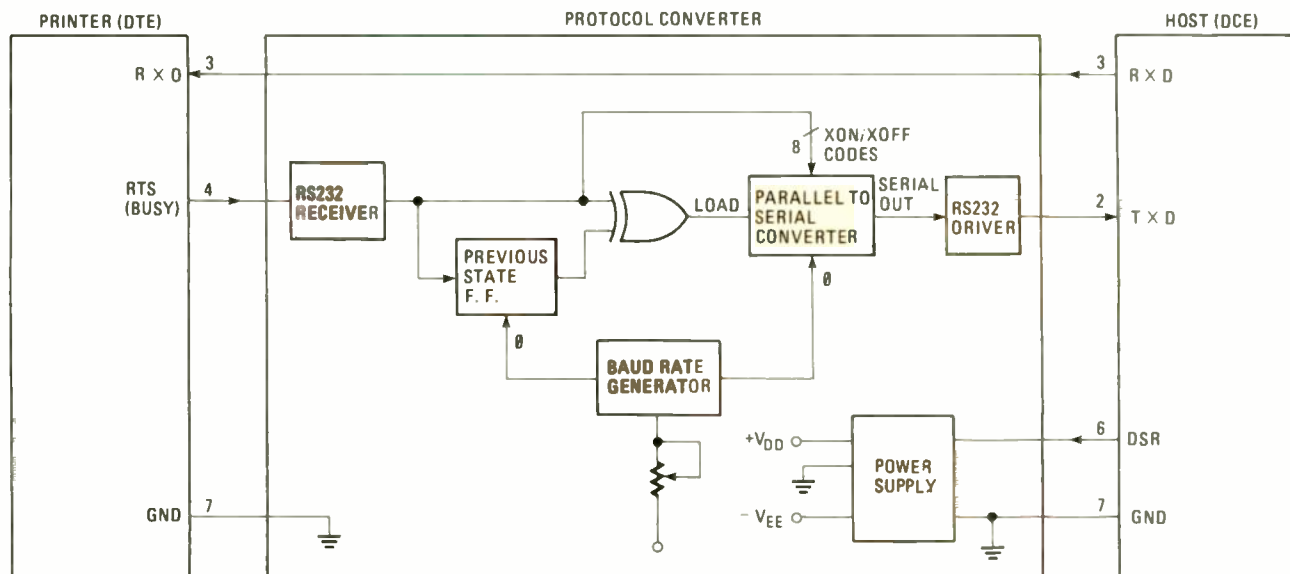 PRINTER (DTE)
PROTOCOL CONVERTER
HOST (DCE)
R X D
3
3
R X D
8
XON/XOFF
CODES
RTS
(BUSY)
4
RS232
RECEIVER
LOAD
PARALLEL TO
SERIAL
CONVERTER
SERIAL
OUT
RS232
DRIVER
2
T X D
PREVIOUS
STATE
F. F.
Ø
Ø
BAUD RATE
GENERATOR
+VDD
POWER
SUPPLY
6
DSR
GND
7
- VEE
7
GND